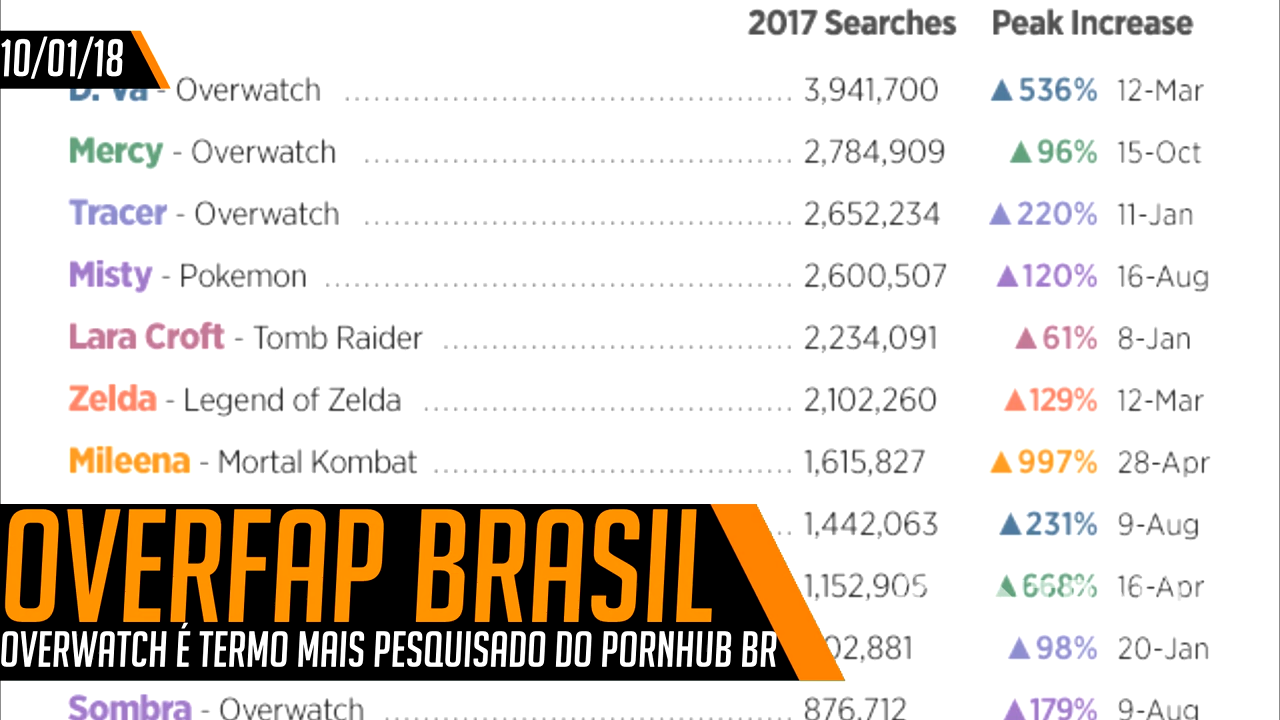 2017 Searches Peak Increase
10/01/18
D. Va - Overwatch 3,941,700 ▲536% 12-Mar
Mercy - Overwatch 2,784,909 ▲96% 15-Oct
Tracer - Overwatch 2,652,234 ▲220% 11-Jan
Misty - Pokemon 2,600,507 ▲120% 16-Aug
Lara Croft - Tomb Raider 2,234,091 ▲61% 8-Jan
Zelda - Legend of Zelda 2,102,260 ▲129% 12-Mar
Mileena - Mortal Kombat 1,615,827 ▲997% 28-Apr
1,442,063 ▲231% 9-Aug
1,152,905 ▲668% 16-Apr
▲98% 20-Jan
OVERFAP BRASIL
OVERWATCH É TERMO MAIS PESQUISADO DO PORNHUB BR
Sombra - Overwatch 876,712 ▲179% 9-Aug